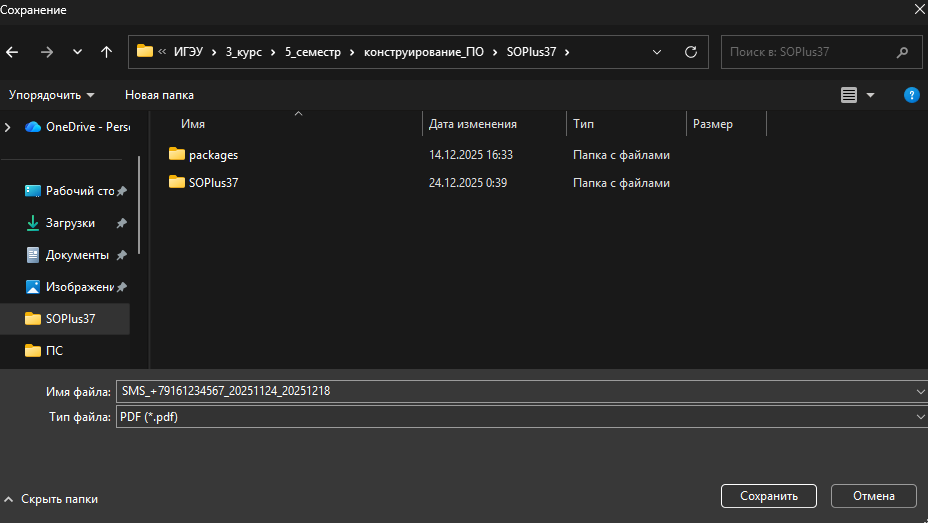 Сохранение
« ИГЭУ › 3_курс › 5_семестр › конструирование_ПО › SOPlus37 ›
Поиск в: SOPlus37
Упорядочить Новая папка
?
Имя Дата изменения Тип Размер
OneDrive - Perso
packages 14.12.2025 16:33 Папка с файлами
SOPlus37 24.12.2025 0:39 Папка с файлами
Рабочий сто
Загрузки
Документы
Изображени
SOPlus37
ПС
Имя файла: SMS_+79161234567_20251124_20251218
Тип файла: PDF (*.pdf)
Скрыть папки
Сохранить Отмена